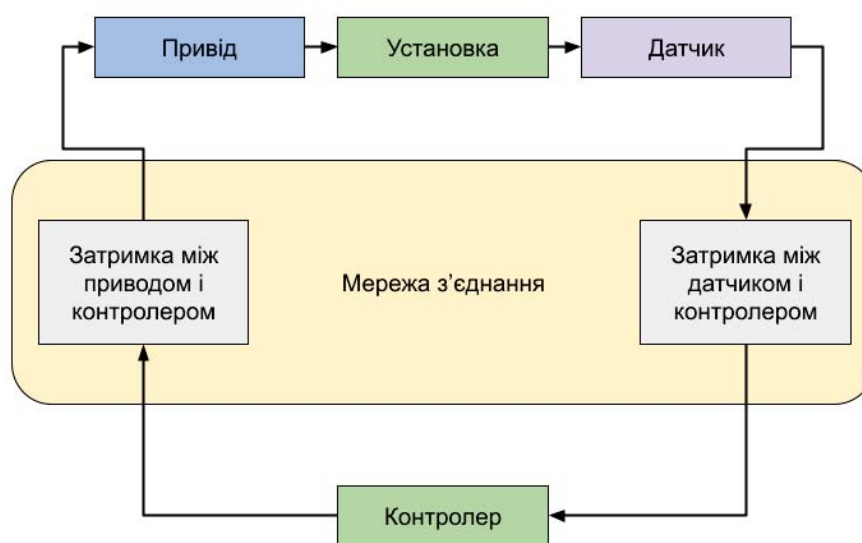 Привід
Установка
Датчик
Затримка між
приводом і
контролером
Мережа з’єднання
Затримка між
датчиком і
контролером
Контролер